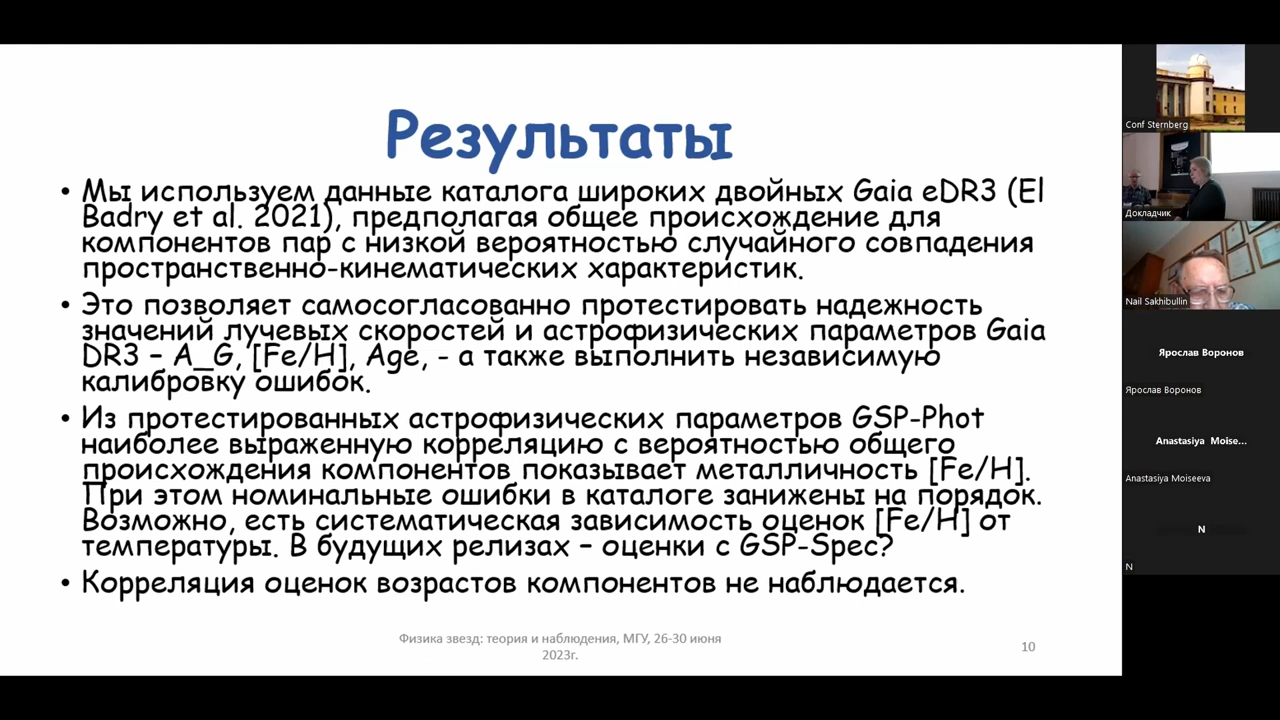 Результаты
• Мы используем данные каталога широких двойных Gaia eDR3 (El
Badry et al. 2021), предполагая общее происхождение для
компонентов пар с низкой вероятностью случайного совпадения
пространственно-кинематических характеристик.
• Это позволяет самосогласованно протестировать надежность
значений лучевых скоростей и астрофизических параметров Gaia
DR3 – A_G, [Fe/H], Age, - а также выполнить независимую
калибровку ошибок.
• Из протестированных астрофизических параметров GSP-Phot
наиболее выраженную корреляцию с вероятностью общего
происхождения компонентов показывает металличность [Fe/H].
При этом номинальные ошибки в каталоге занижены на порядок.
Возможно, есть систематическая зависимость оценок [Fe/H] от
температуры. В будущих релизах – оценки с GSP-Spec?
• Корреляция оценок возрастов компонентов не наблюдается.
Физика звезд: теория и наблюдения, МГУ, 26-30 июня
2023г.
10
Conf Sternberg
Докладчик
Nail Sakhibullin
Ярослав Воронов
Ярослав Воронов
Anastasiya Moise...
Anastasiya Moiseeva
N
N